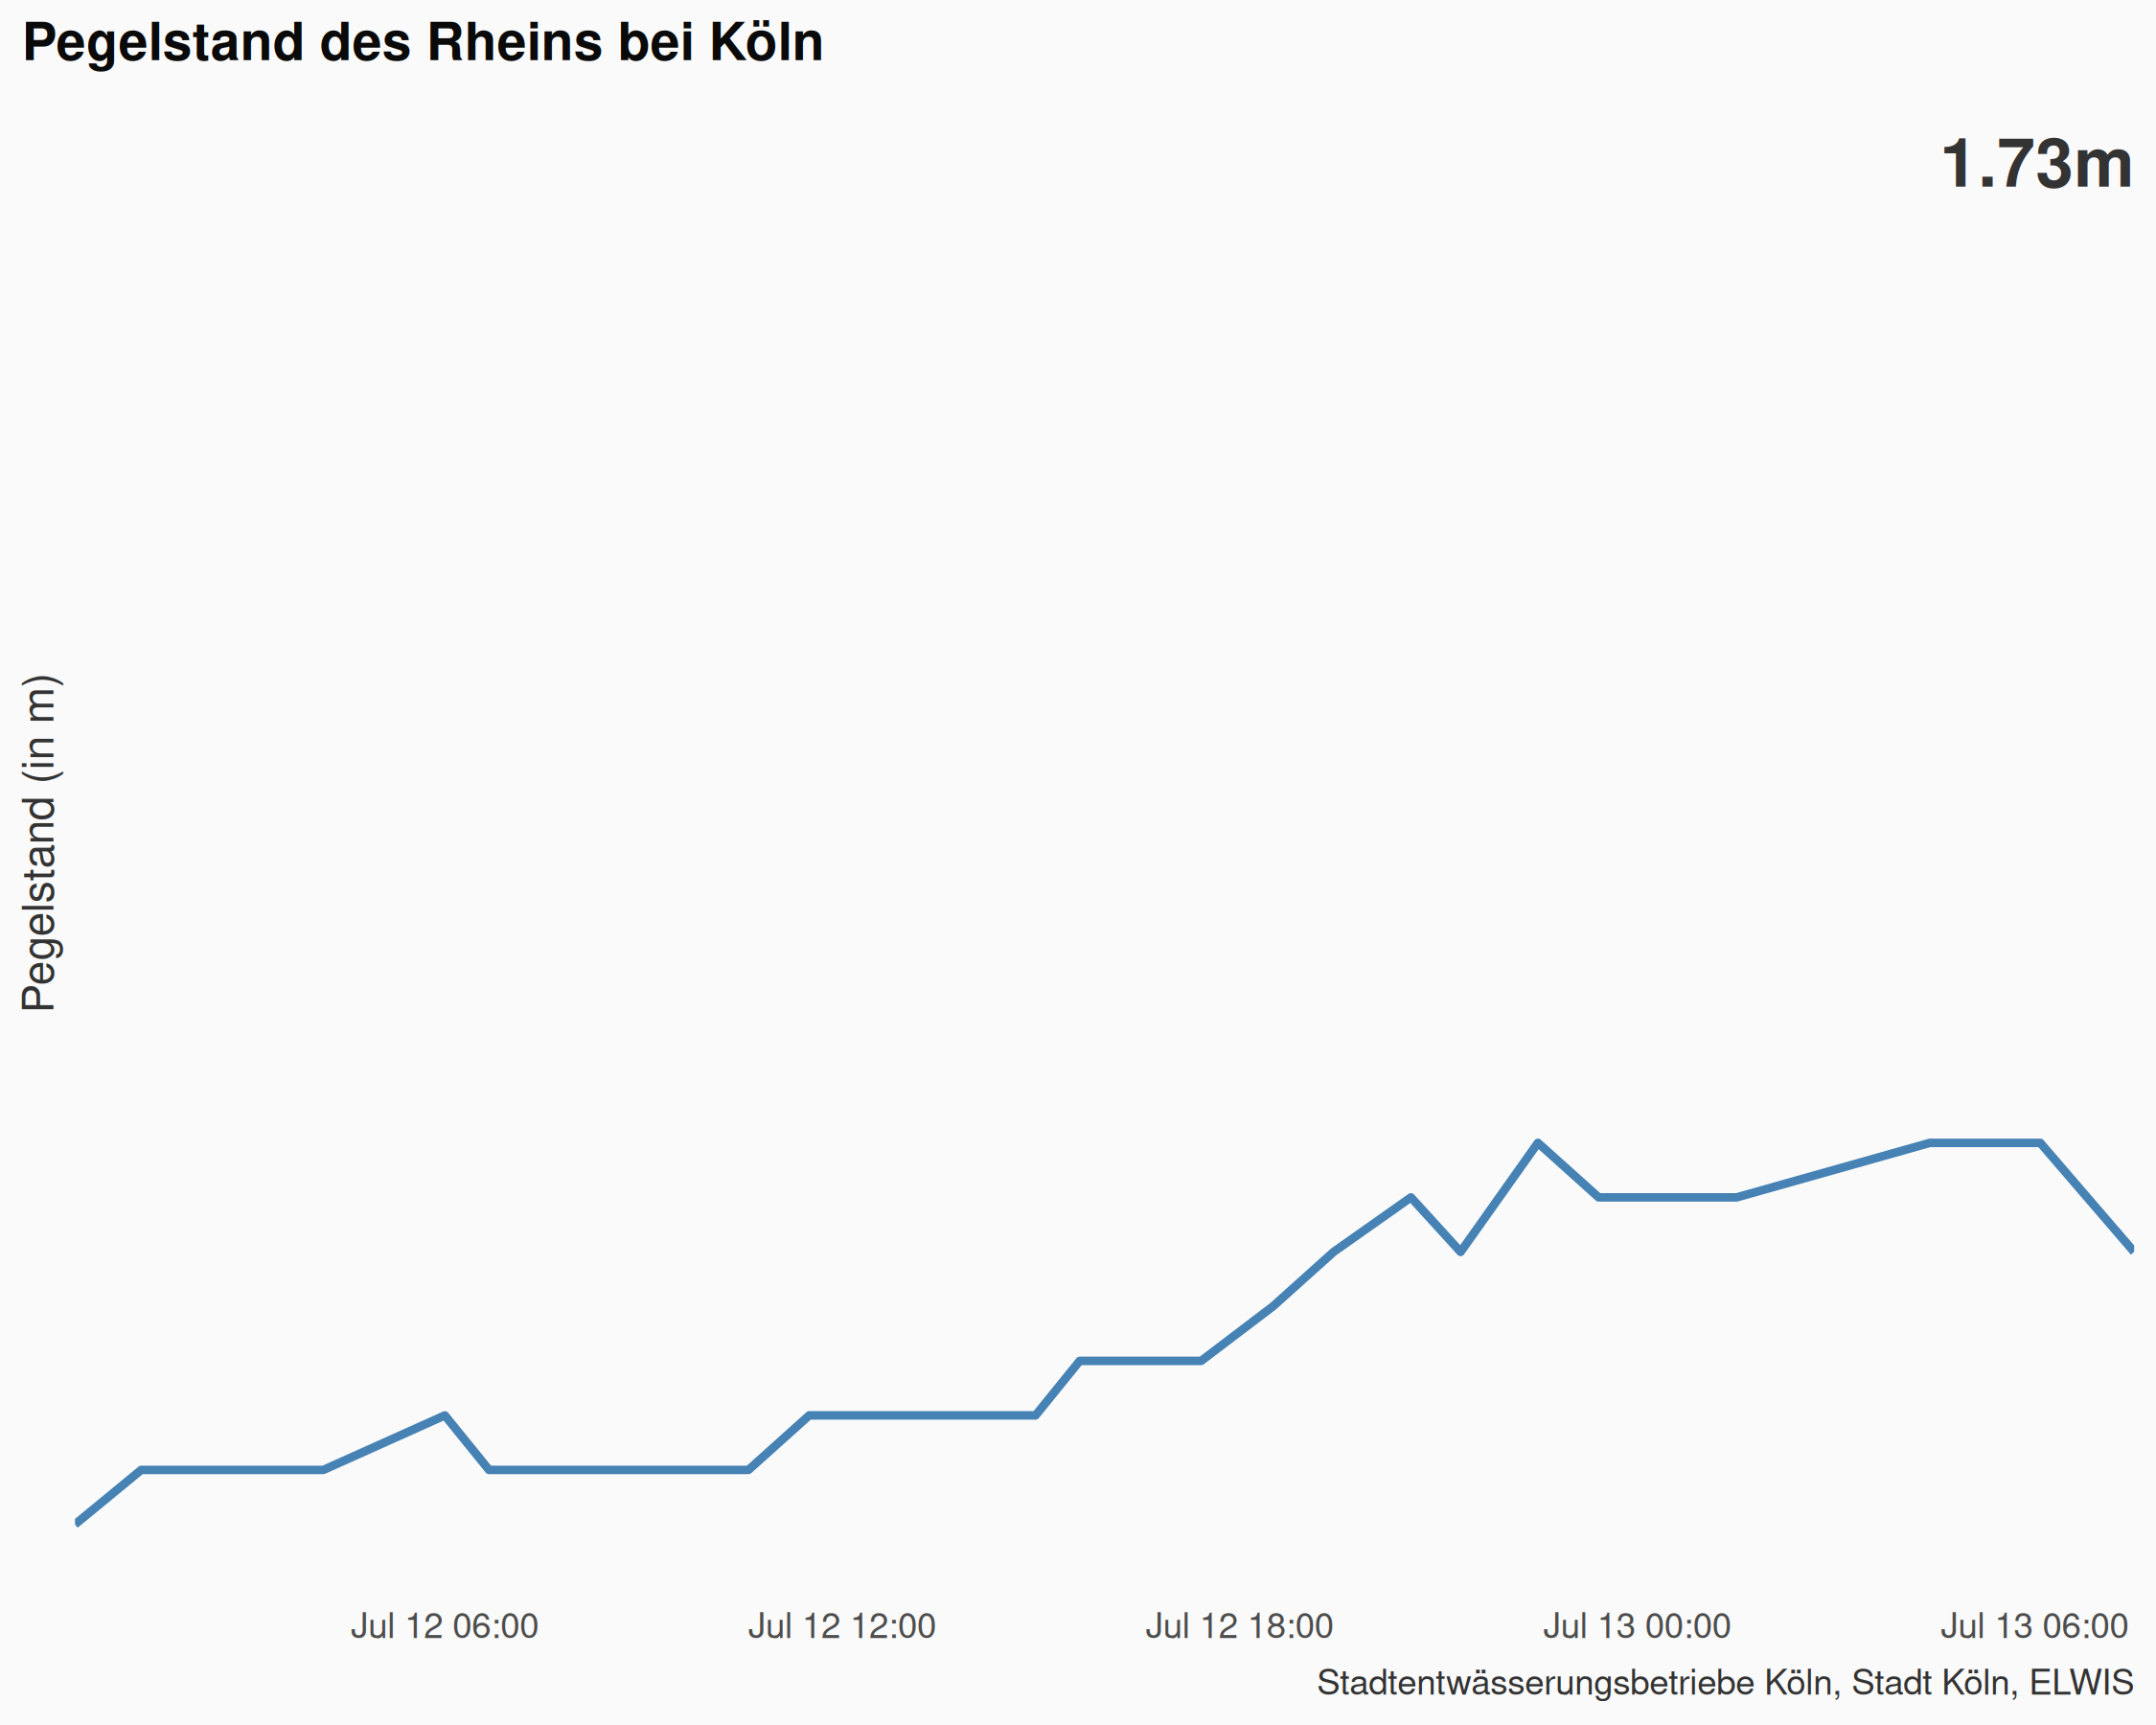 Pegelstand des Rheins bei Köln
1.73m
Pegelstand (in m)
Jul 12 06:00 Jul 12 12:00 Jul 12 18:00 Jul 13 00:00 Jul 13 06:00
Stadtentwässerungsbetriebe Köln, Stadt Köln, ELWIS